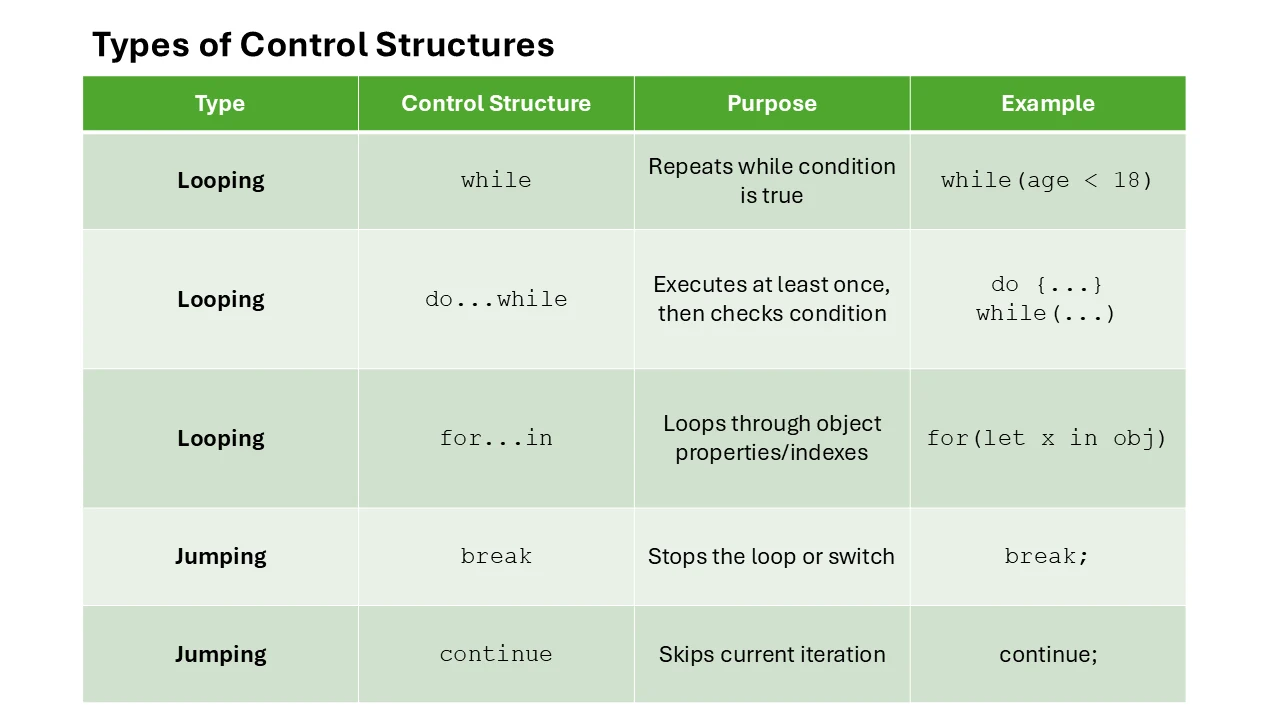 Types of Control Structures
Type Control Structure Purpose Example
Looping while Repeats while condition is true while(age < 18)
Looping do...while Executes at least once, then checks condition do {...} while(...)
Looping for...in Loops through object properties/indexes for(let x in obj)
Jumping break Stops the loop or switch break;
Jumping continue Skips current iteration continue;